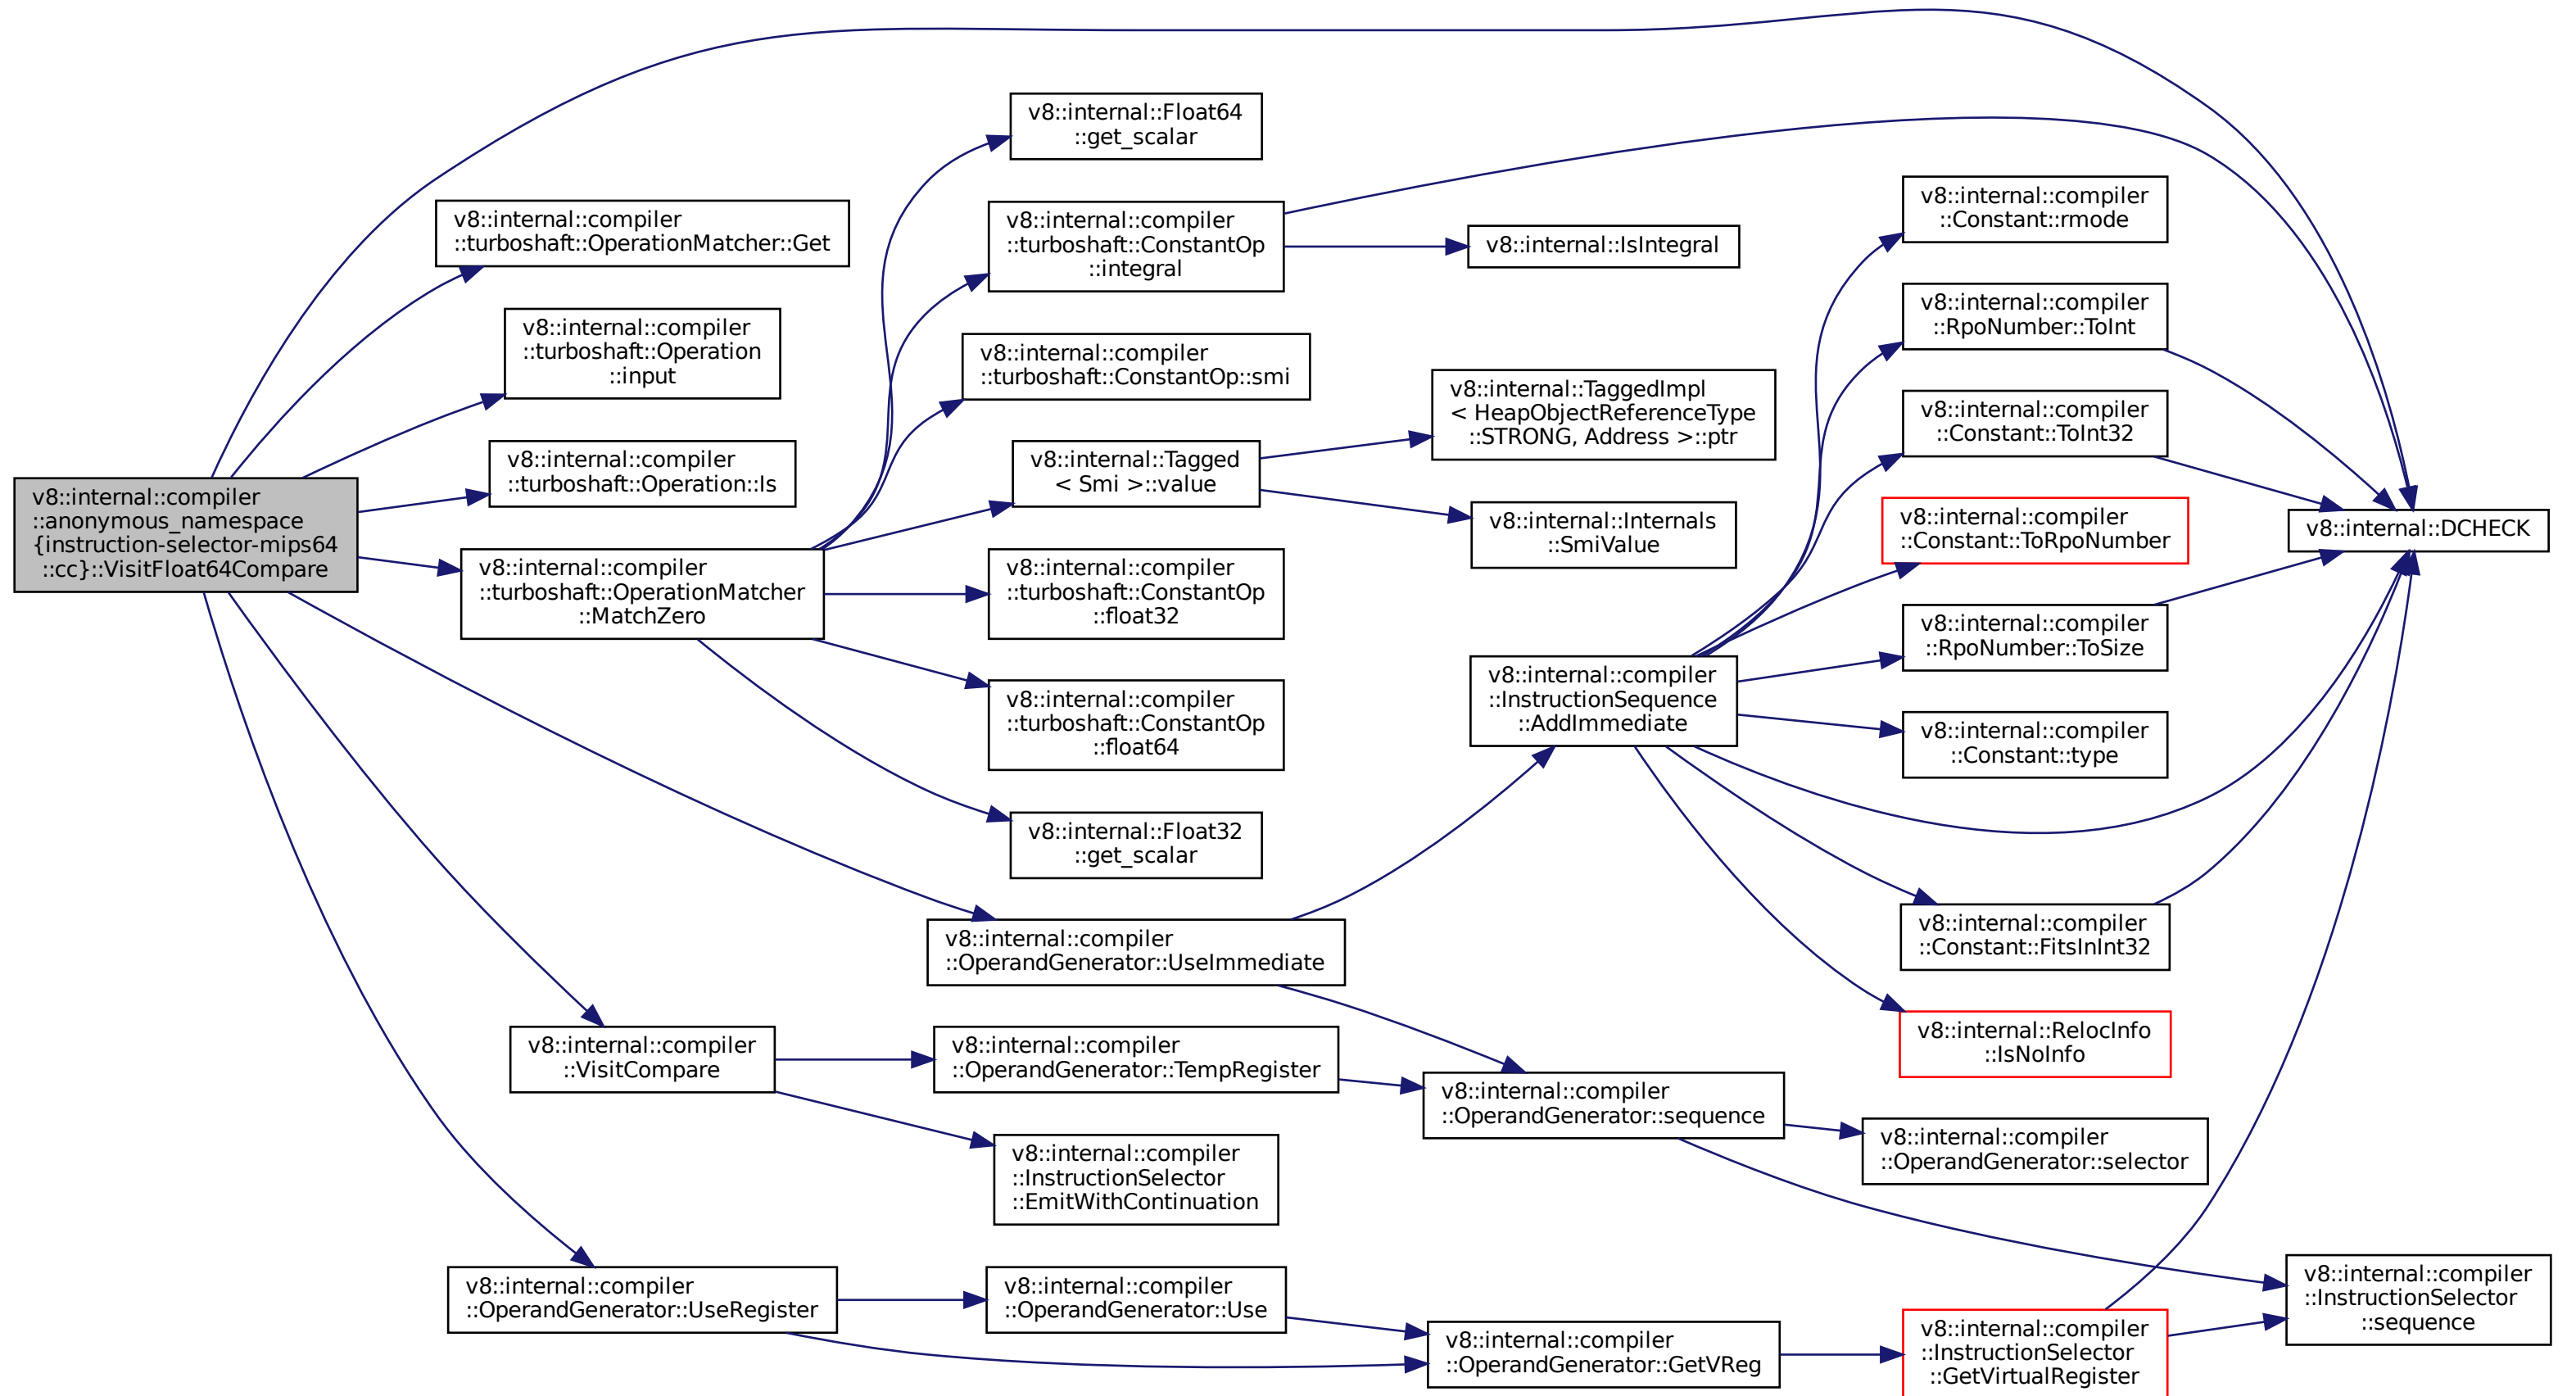 v8::internal::compiler
::anonymous_namespace
{instruction-selector-mips64
::cc}::VisitFloat64Compare
v8::internal::compiler
::turboshaft::OperationMatcher::Get
v8::internal::compiler
::turboshaft::Operation
::input
v8::internal::compiler
::turboshaft::Operation::Is
v8::internal::compiler
::turboshaft::OperationMatcher
::MatchZero
v8::internal::compiler
::VisitCompare
v8::internal::compiler
::OperandGenerator::UseRegister
v8::internal::Float64
::get_scalar
v8::internal::compiler
::turboshaft::ConstantOp
::integral
v8::internal::compiler
::turboshaft::ConstantOp::smi
v8::internal::Tagged
< Smi >::value
v8::internal::compiler
::turboshaft::ConstantOp
::float32
v8::internal::compiler
::turboshaft::ConstantOp
::float64
v8::internal::Float32
::get_scalar
v8::internal::compiler
::OperandGenerator::UseImmediate
v8::internal::compiler
::OperandGenerator::TempRegister
v8::internal::compiler
::InstructionSelector
::EmitWithContinuation
v8::internal::compiler
::OperandGenerator::Use
v8::internal::IsIntegral
v8::internal::TaggedImpl
< HeapObjectReferenceType
::STRONG, Address >::ptr
v8::internal::Internals
::SmiValue
v8::internal::compiler
::InstructionSequence
::AddImmediate
v8::internal::compiler
::OperandGenerator::sequence
v8::internal::compiler
::OperandGenerator::GetVReg
v8::internal::compiler
::Constant::rmode
v8::internal::compiler
::RpoNumber::ToInt
v8::internal::compiler
::Constant::ToInt32
v8::internal::compiler
::Constant::ToRpoNumber
v8::internal::compiler
::RpoNumber::ToSize
v8::internal::compiler
::Constant::type
v8::internal::compiler
::Constant::FitsInInt32
v8::internal::RelocInfo
::IsNoInfo
v8::internal::compiler
::OperandGenerator::selector
v8::internal::compiler
::InstructionSelector
::GetVirtualRegister
v8::internal::DCHECK
v8::internal::compiler
::InstructionSelector
::sequence